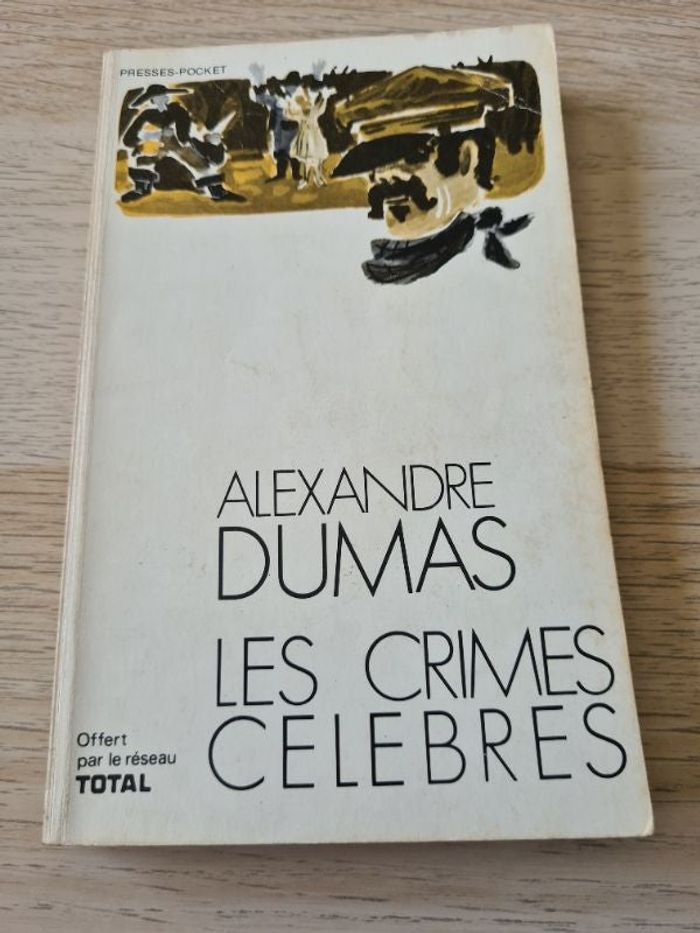 PRESSES-POCKET
ALEXANDRE
DUMAS
LES CRIMES
CELEBRES
Offert
par le réseau
TOTAL